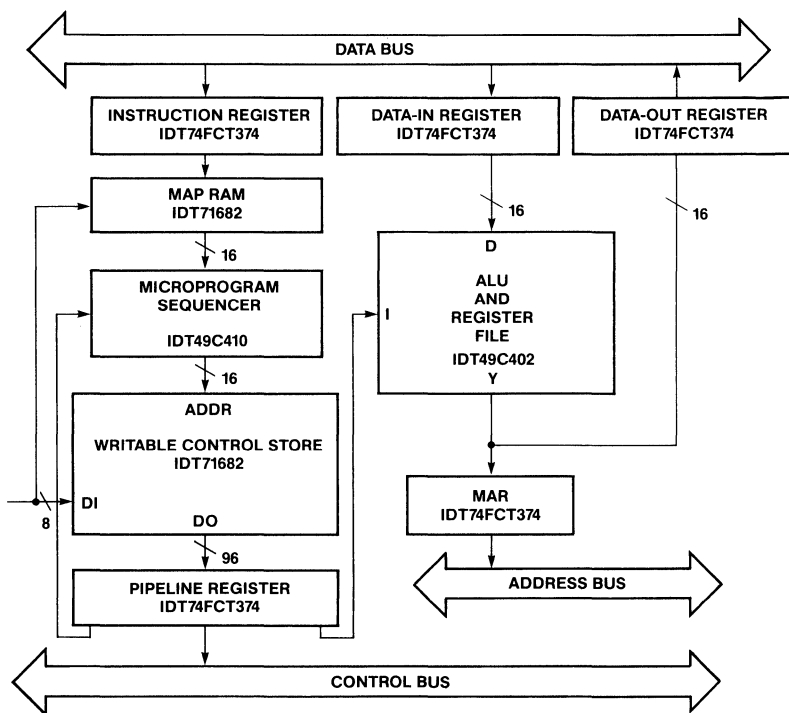 DATA BUS
INSTRUCTION REGISTER
IDT74FCT374
DATA-IN REGISTER
IDT74FCT374
DATA-OUT REGISTER
IDT74FCT374
MAP RAM
IDT71682
16
16
16
D
MICROPROGRAM
SEQUENCER
IDT49C410
I
ALU
AND
REGISTER
FILE
IDT49C402
Y
16
ADDR
WRITABLE CONTROL STORE
IDT71682
DI
8
DO
MAR
IDT74FCT374
96
PIPELINE REGISTER
IDT74FCT374
ADDRESS BUS
CONTROL BUS